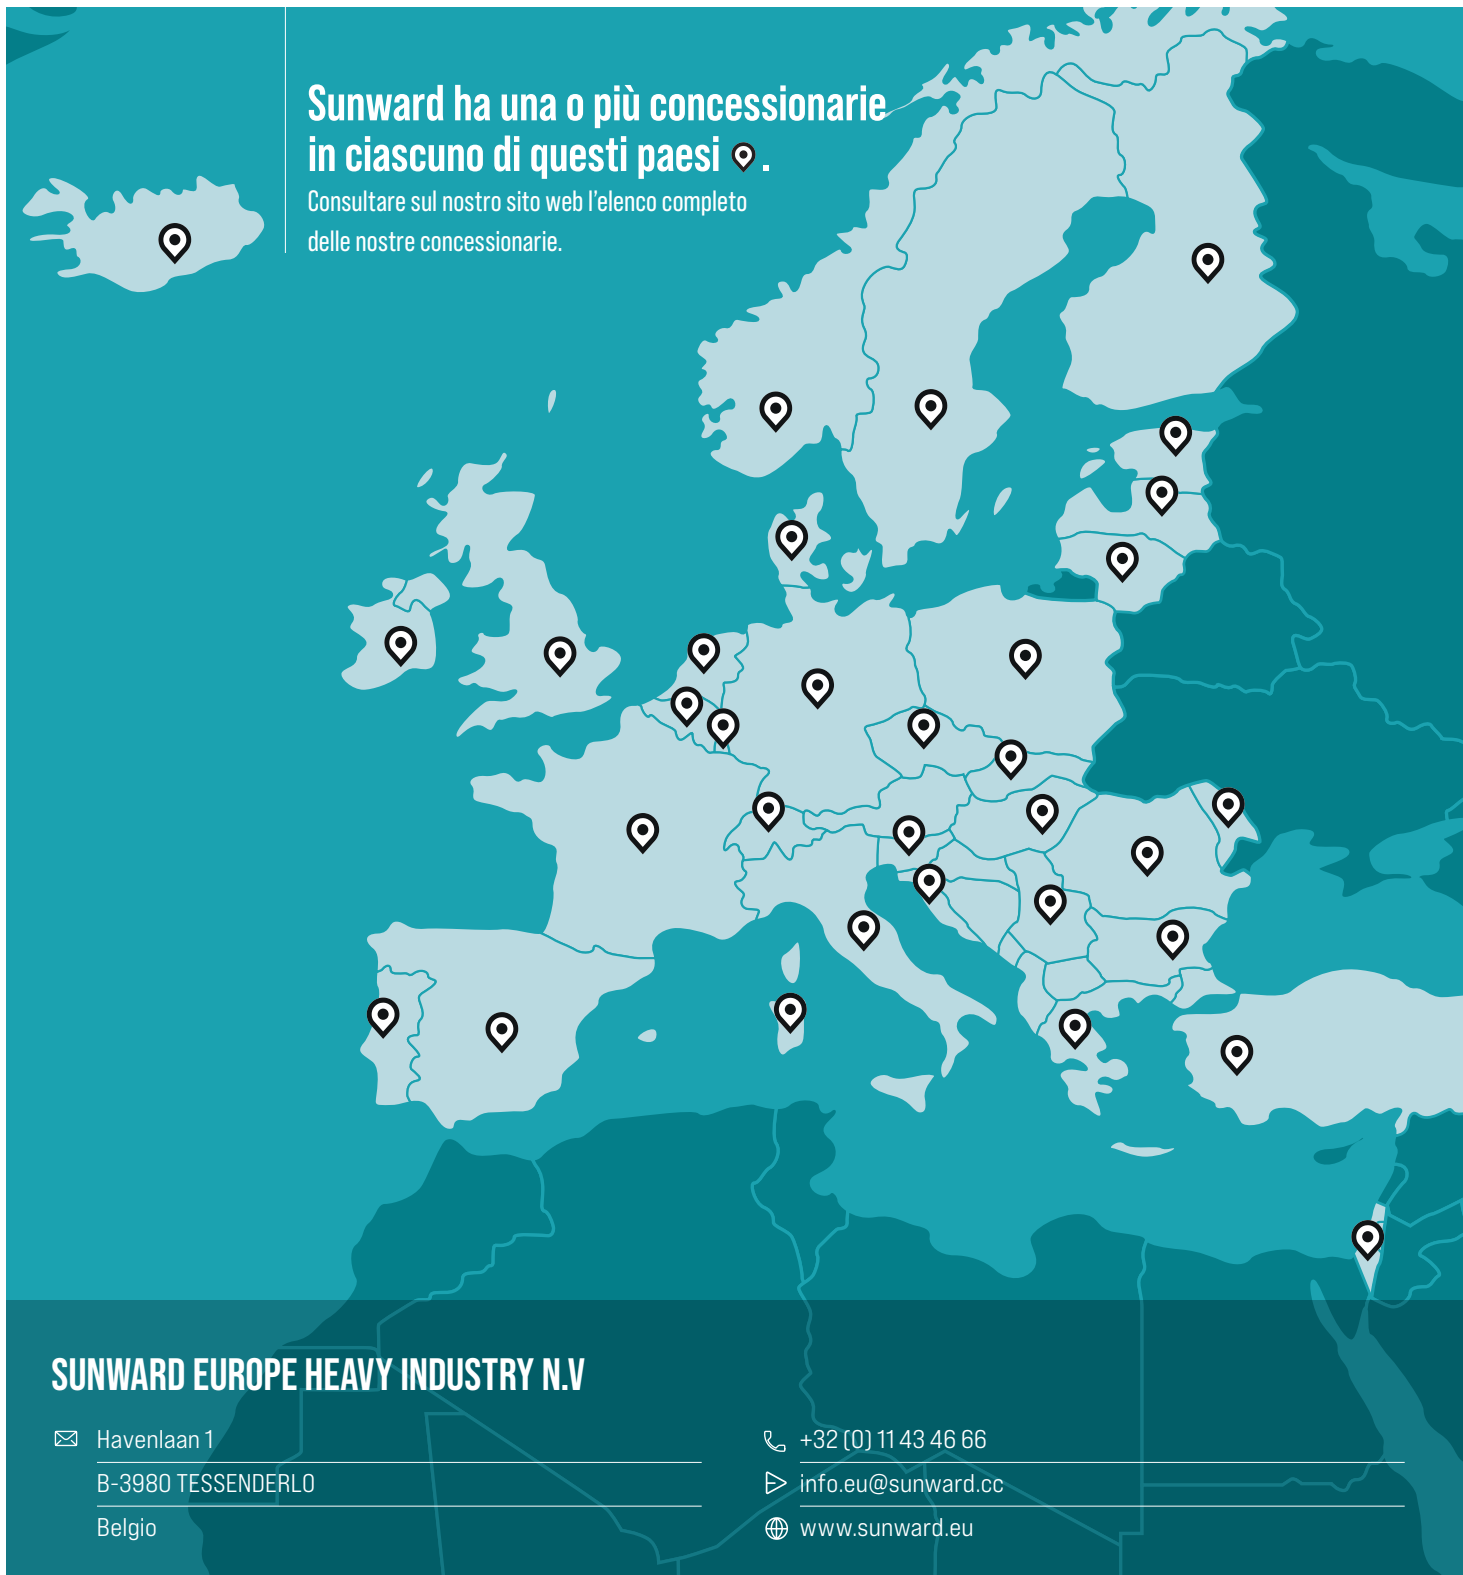 Sunward ha una o più concessionarie
in ciascuno di questi paesi .
Consultare sul nostro sito web l’elenco completo
delle nostre concessionarie.
SUNWARD EUROPE HEAVY INDUSTRY N.V
Havenlaan 1
B-3980 TESSENDERLO
Belgio
+32 (0) 11 43 46 66
info.eu@sunward.cc
www.sunward.eu